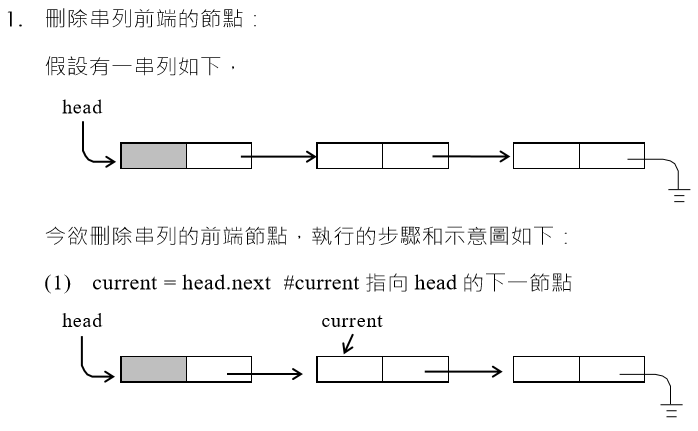 1. 刪除串列前端的節點：
假設有一串列如下，
head
今欲刪除串列的前端節點，執行的步驟和示意圖如下：
(1) current = head.next #current 指向 head 的下一節點
head
current